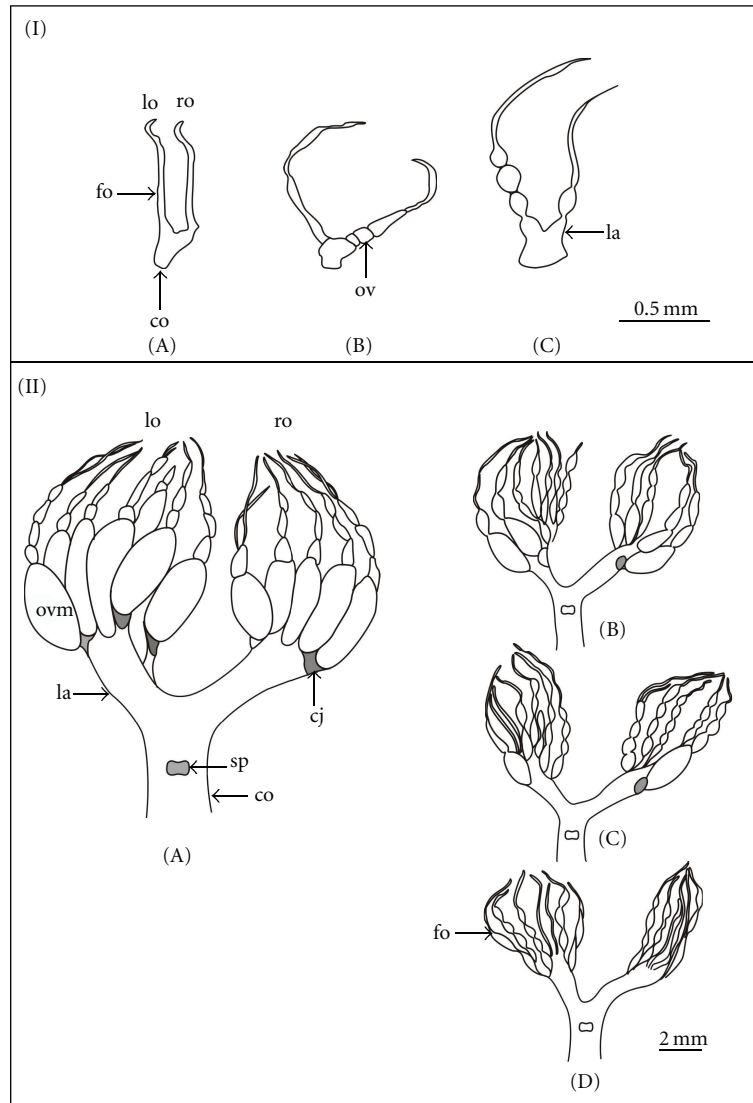 (I)
lo ro
fo
co
(A)
ov
(B)
la
0.5 mm
(C)
(II)
lo ro
ovm
la
cj
sp
co
(A)
(B)
(C)
fo
2 mm
(D)